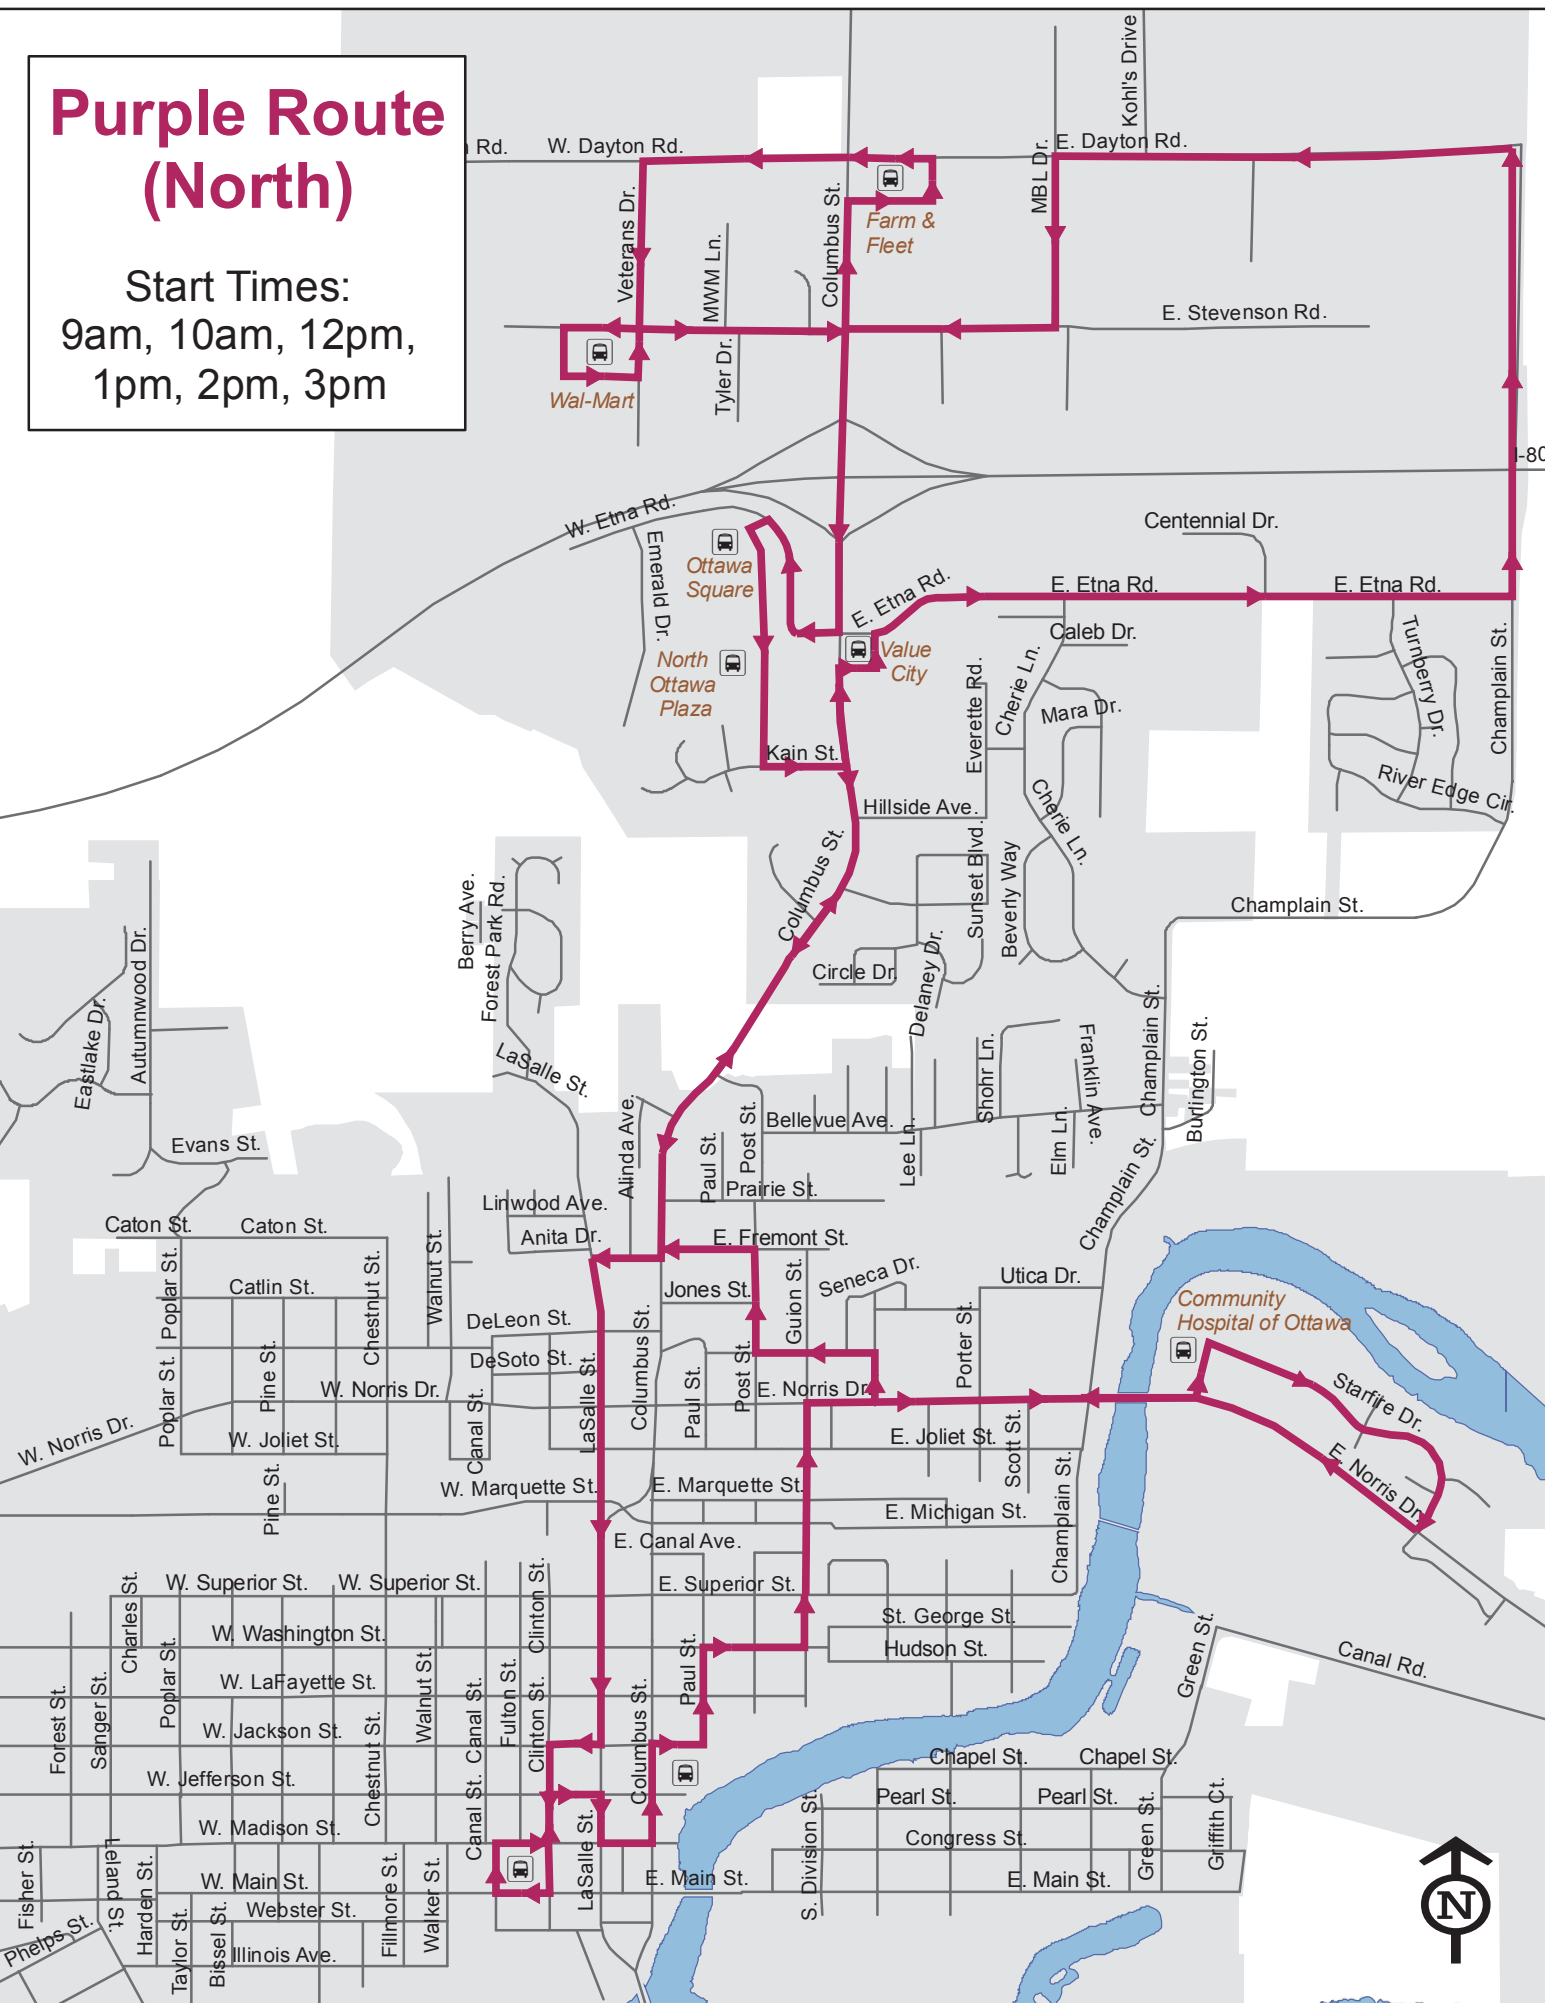 Purple Route
(North)
Start Times:
9am, 10am, 12pm,
1pm, 2pm, 3pm
Rd.
W. Dayton Rd.
E. Dayton Rd.
Kohl's Drive
MBL Dr.
Veterans Dr.
MWM Ln.
Columbus St.
Farm &
Fleet
E. Stevenson Rd.
Tyler Dr.
Wal-Mart
I-80
W. Etna Rd.
Emerald Dr.
Ottawa
Square
Centennial Dr.
E. Etna Rd.
E. Etna Rd.
E. Etna Rd.
Caleb Dr.
Value
City
North
Ottawa
Plaza
Everette Rd.
Cherie Ln.
Mara Dr.
Turnberry Dr.
Champlain St.
Kain St.
River Edge Cir.
Hillside Ave.
Cherie Ln.
Columbus St.
Sunset Blvd.
Beverly Way
Champlain St.
Berry Ave.
Forest Park Rd.
Autumnwood Dr.
Eastlake Dr.
Circle Dr.
Delaney Dr.
LaSalle St.
Shohr Ln.
Franklin Ave.
Champlain St.
Burlington St.
Alinda Ave.
Post St.
Bellevue Ave.
Paul St.
Lee Ln.
Elm Ln.
Evans St.
Champlain St.
Prairie St.
Linwood Ave.
Anita Dr.
Caton St.
Caton St.
E. Fremont St.
Walnut St.
Poplar St.
Chestnut St.
Catlin St.
Jones St.
Guion St.
Seneca Dr.
Utica Dr.
Community
Hospital of Ottawa
DeLeon St.
DeSoto St.
Columbus St.
Porter St.
Pine St.
Poplar St.
W. Norris Dr.
LaSalle St.
Paul St.
Post St.
E. Norris Dr.
Starfire Dr.
W. Norris Dr.
W. Joliet St.
Canal St.
E. Joliet St.
Scott St.
E. Norris Dr.
Pine St.
W. Marquette St.
E. Marquette St.
E. Michigan St.
Champlain St.
E. Canal Ave.
W. Superior St.
W. Superior St.
Clinton St.
E. Superior St.
Charles St.
St. George St.
W. Washington St.
Hudson St.
Green St.
Canal Rd.
Poplar St.
Paul St.
Walnut St.
W. LaFayette St.
Fulton St.
Clinton St.
Canal St.
Columbus St.
Forest St.
Sanger St.
W. Jackson St.
Chestnut St.
W. Jefferson St.
Canal St.
Chapel St.
Chapel St.
Pearl St.
Pearl St.
W. Madison St.
LaSalle St.
S. Division St.
Congress St.
Green St.
Griffith Ct.
Fisher St.
Leland St.
Harden St.
W. Main St.
Fillmore St.
Walker St.
E. Main St.
E. Main St.
Webster St.
Phelps St.
Taylor St.
Bissel St.
Illinois Ave.
N